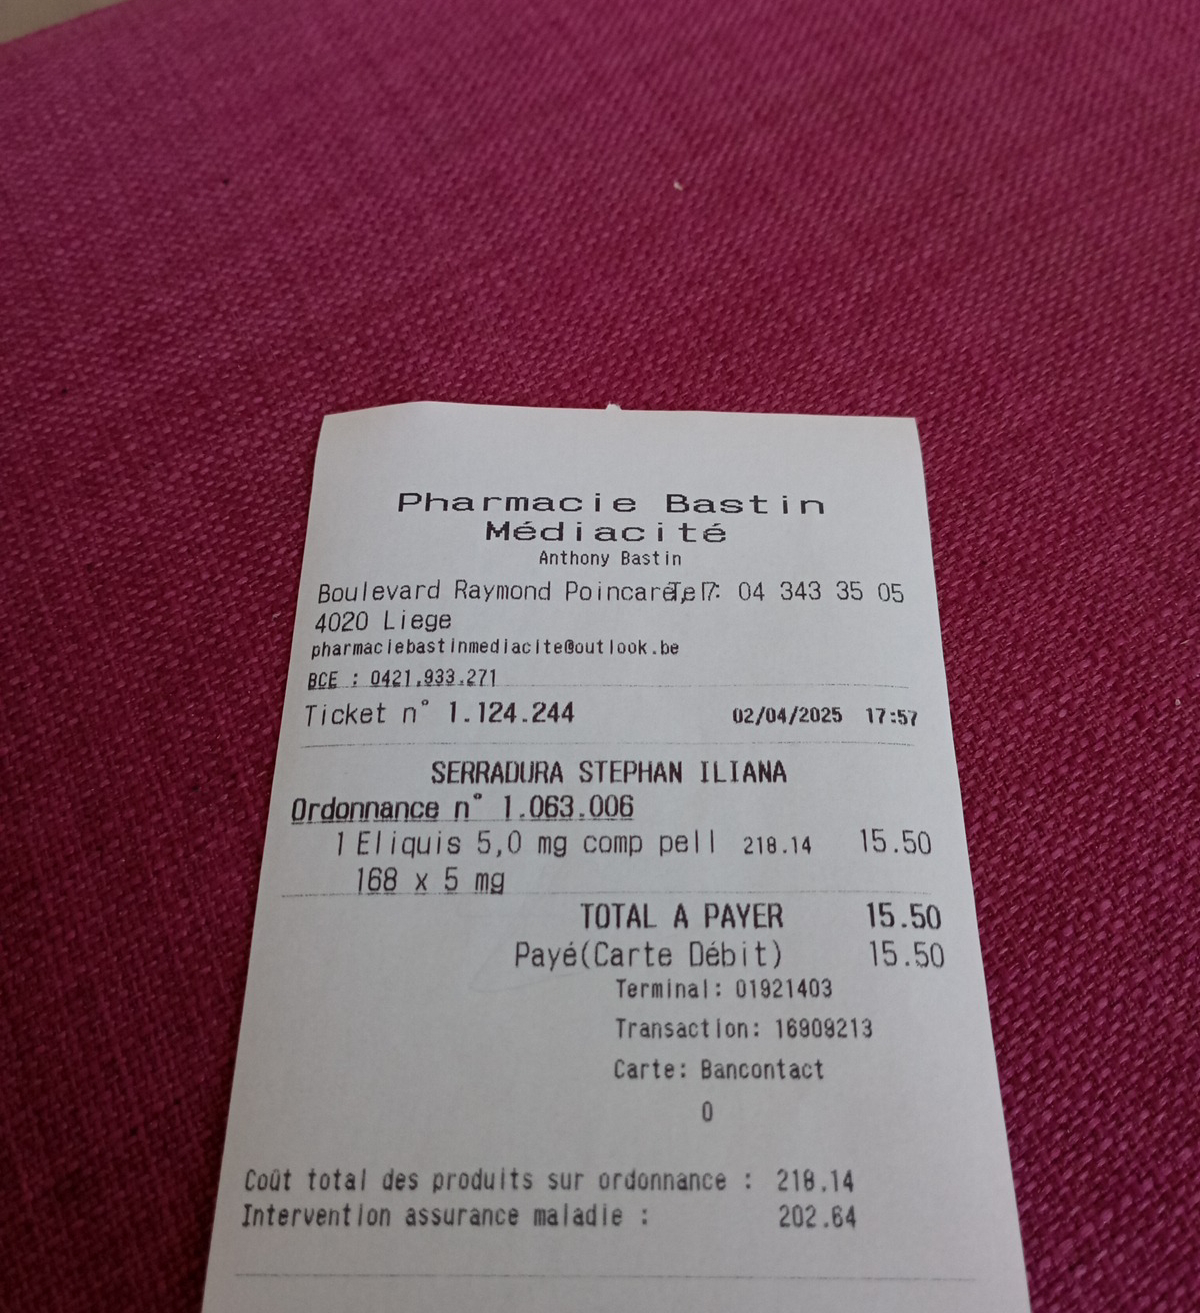 Pharmacie Bastin
Médiacité
Anthony Bastin
Boulevard Raymond Poincaré, 7 Tel: 04 343 35 05
4020 Liege
pharmaciebastinmediacite@outlook.be
BCE : 0421.933.271
Ticket n° 1.124.244 02/04/2025 17:57
SERRADURA STEPHAN ILIANA
Ordonnance n° 1.063.006
1 Eliquis 5,0 mg comp pell 218.14 15.50
168 x 5 mg
TOTAL A PAYER 15.50
Payé(Carte Débit) 15.50
Terminal: 01921403
Transaction: 16909213
Carte: Bancontact
0
Coût total des produits sur ordonnance : 218.14
Intervention assurance maladie : 202.64